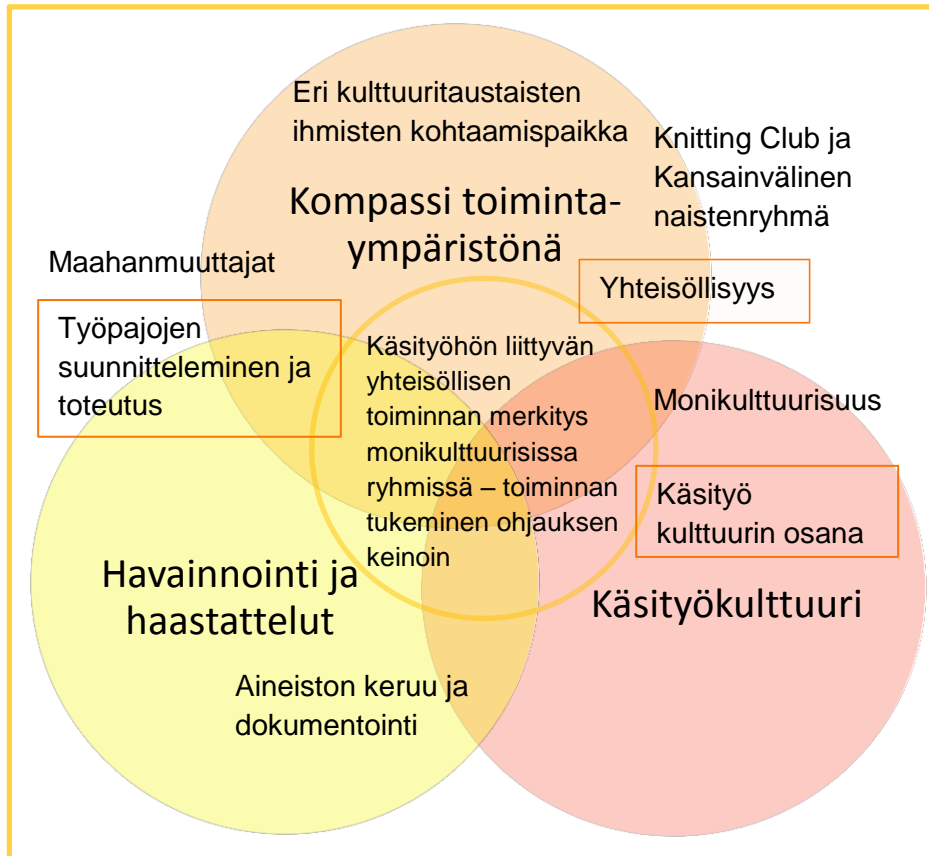 Eri kulttuuritaustaisten
ihmisten kohtaamispaikka
Knitting Club ja
Kansainvälinen
naistenryhmä
Kompassi toiminta-
ympäristönä
Maahanmuuttajat
Yhteisöllisyys
Työpajojen
suunnitteleminen ja
toteutus
Käsityöhön liittyvän
yhteisöllisen
toiminnan merkitys
monikulttuurisissa
ryhmissä – toiminnan
tukeminen ohjauksen
keinoin
Monikulttuurisuus
Käsityö
kulttuurin osana
Havainnointi ja
haastattelut
Käsityökulttuuri
Aineiston keruu ja
dokumentointi